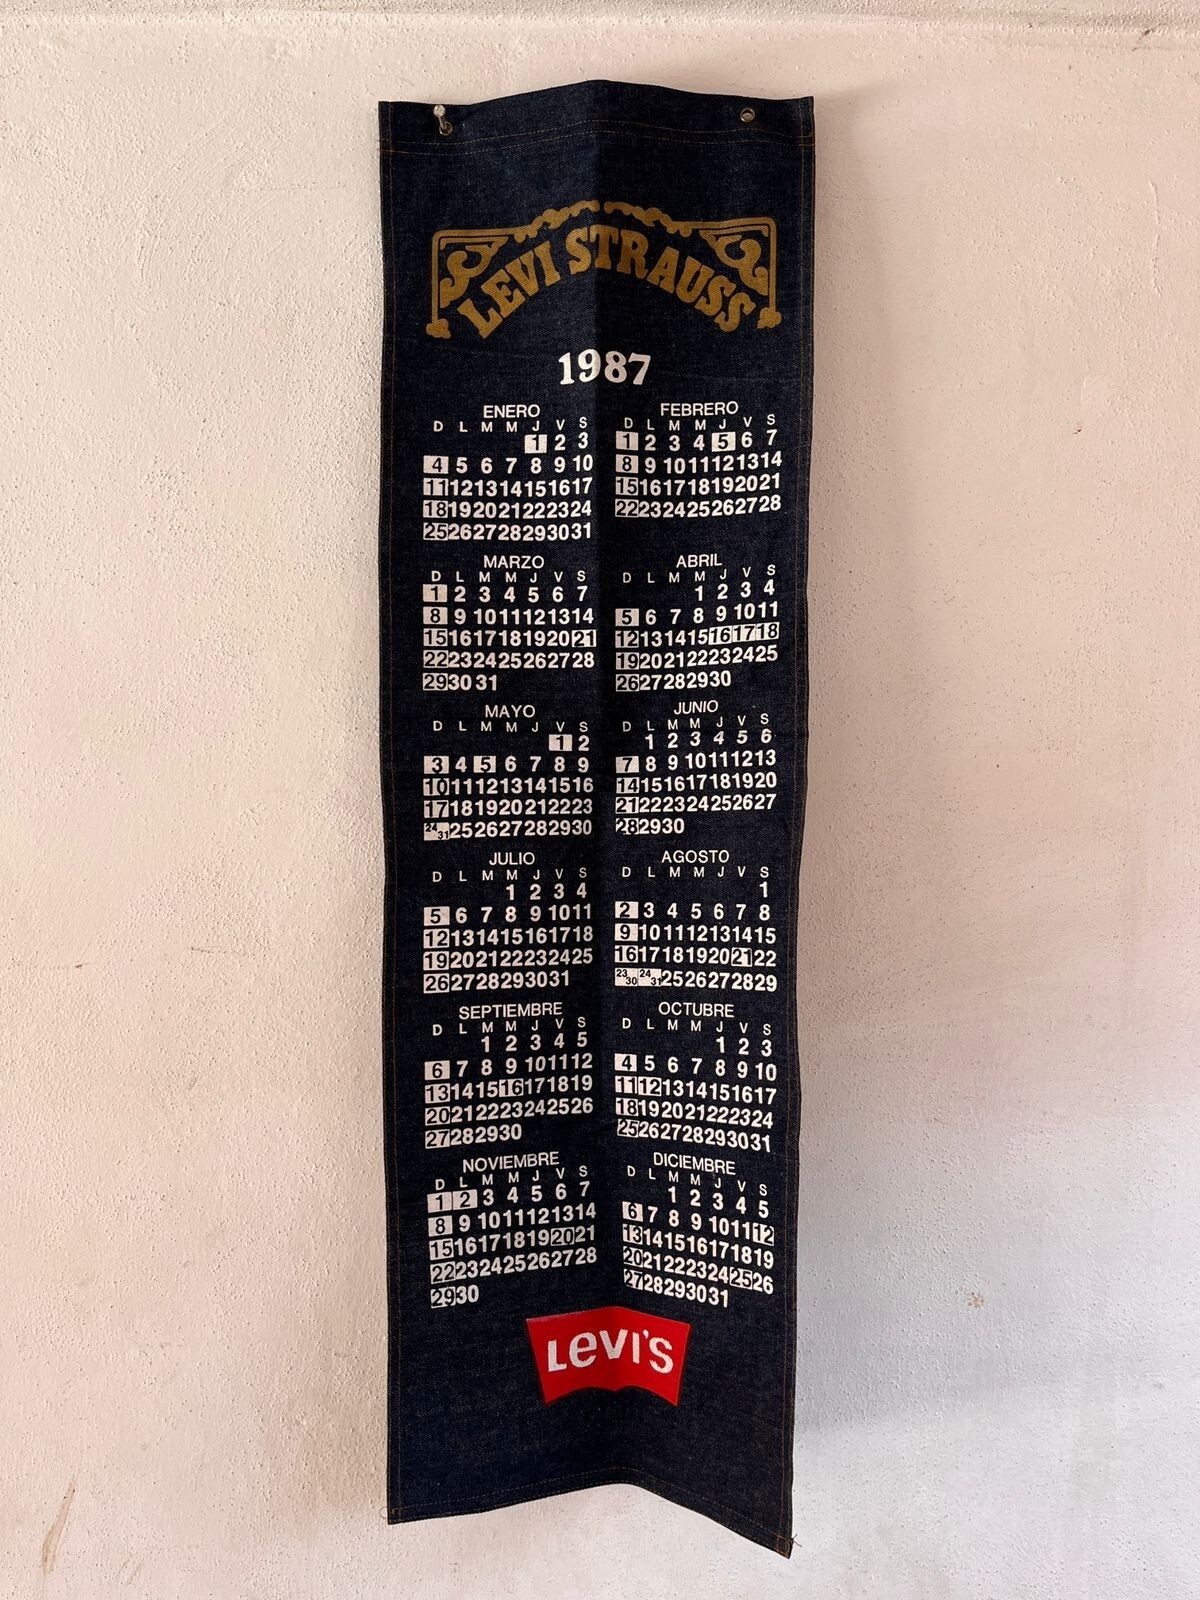 LEVI STRAUSS
1987
ENERO
D L M M J V S
1 2 3
4 5 6 7 8 9 10
11 12 13 14 15 16 17
18 19 20 21 22 23 24
25 26 27 28 29 30 31
FEBRERO
D L M M J V S
1 2 3 4 5 6 7
8 9 10 11 12 13 14
15 16 17 18 19 20 21
22 23 24 25 26 27 28
MARZO
D L M M J V S
1 2 3 4 5 6 7
8 9 10 11 12 13 14
15 16 17 18 19 20 21
22 23 24 25 26 27 28
29 30 31
ABRIL
D L M M J V S
1 2 3 4
5 6 7 8 9 10 11
12 13 14 15 16 17 18
19 20 21 22 23 24 25
26 27 28 29 30
MAYO
D L M M J V S
1 2
3 4 5 6 7 8 9
10 11 12 13 14 15 16
17 18 19 20 21 22 23
24 31 25 26 27 28 29 30
JUNIO
D L M M J V S
1 2 3 4 5 6
7 8 9 10 11 12 13
14 15 16 17 18 19 20
21 22 23 24 25 26 27
28 29 30
JULIO
D L M M J V S
1 2 3 4
5 6 7 8 9 10 11
12 13 14 15 16 17 18
19 20 21 22 23 24 25
26 27 28 29 30 31
AGOSTO
D L M M J V S
1
2 3 4 5 6 7 8
9 10 11 12 13 14 15
16 17 18 19 20 21 22
23 30 24 31 25 26 27 28 29
SEPTIEMBRE
D L M M J V S
1 2 3 4 5
6 7 8 9 10 11 12
13 14 15 16 17 18 19
20 21 22 23 24 25 26
27 28 29 30
OCTUBRE
D L M M J V S
1 2 3
4 5 6 7 8 9 10
11 12 13 14 15 16 17
18 19 20 21 22 23 24
25 26 27 28 29 30 31
NOVIEMBRE
D L M M J V S
1 2 3 4 5 6 7
8 9 10 11 12 13 14
15 16 17 18 19 20 21
22 23 24 25 26 27 28
29 30
DICIEMBRE
D L M M J V S
1 2 3 4 5
6 7 8 9 10 11 12
13 14 15 16 17 18 19
20 21 22 23 24 25 26
27 28 29 30 31
Levi's